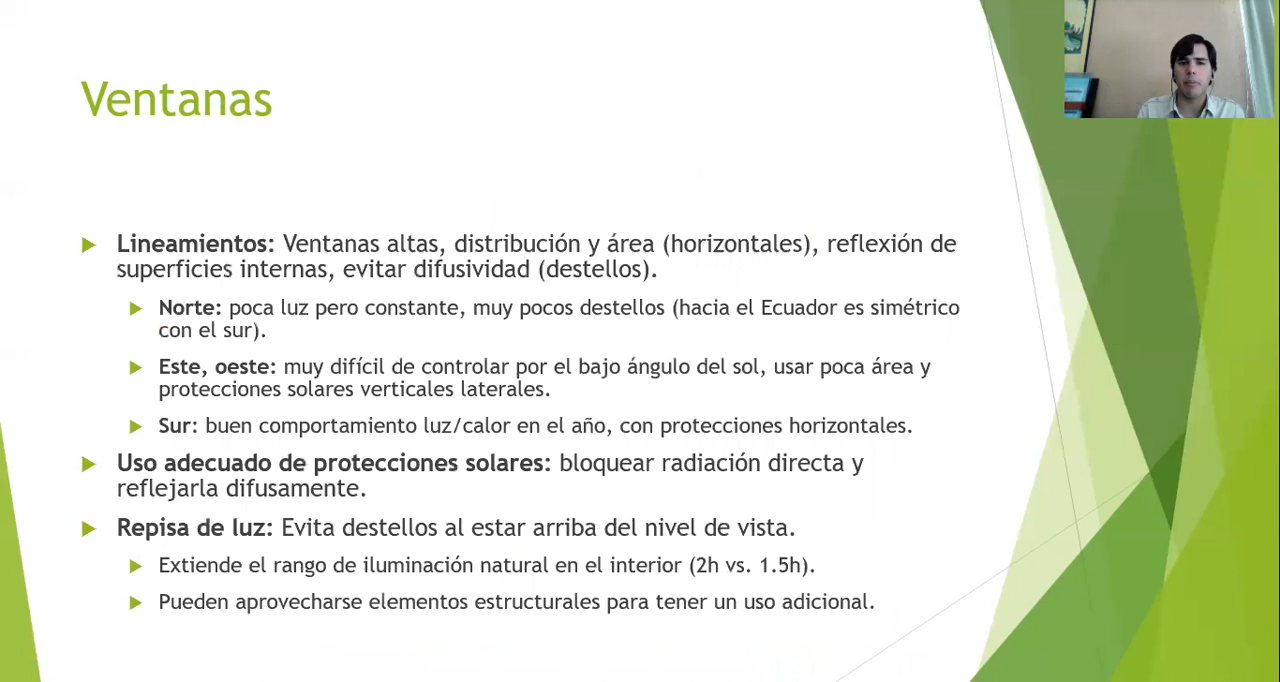 Ventanas
Lineamientos: Ventanas altas, distribución y área (horizontales), reflexión de
superficies internas, evitar difusividad (destellos).
Norte: poca luz pero constante, muy pocos destellos (hacia el Ecuador es simétrico
con el sur).
Este, oeste: muy difícil de controlar por el bajo ángulo del sol, usar poca área y
protecciones solares verticales laterales.
Sur: buen comportamiento luz/calor en el año, con protecciones horizontales.
Uso adecuado de protecciones solares: bloquear radiación directa y
reflejarla difusamente.
Repisa de luz: Evita destellos al estar arriba del nivel de vista.
Extiende el rango de iluminación natural en el interior (2h vs. 1.5h).
Pueden aprovecharse elementos estructurales para tener un uso adicional.